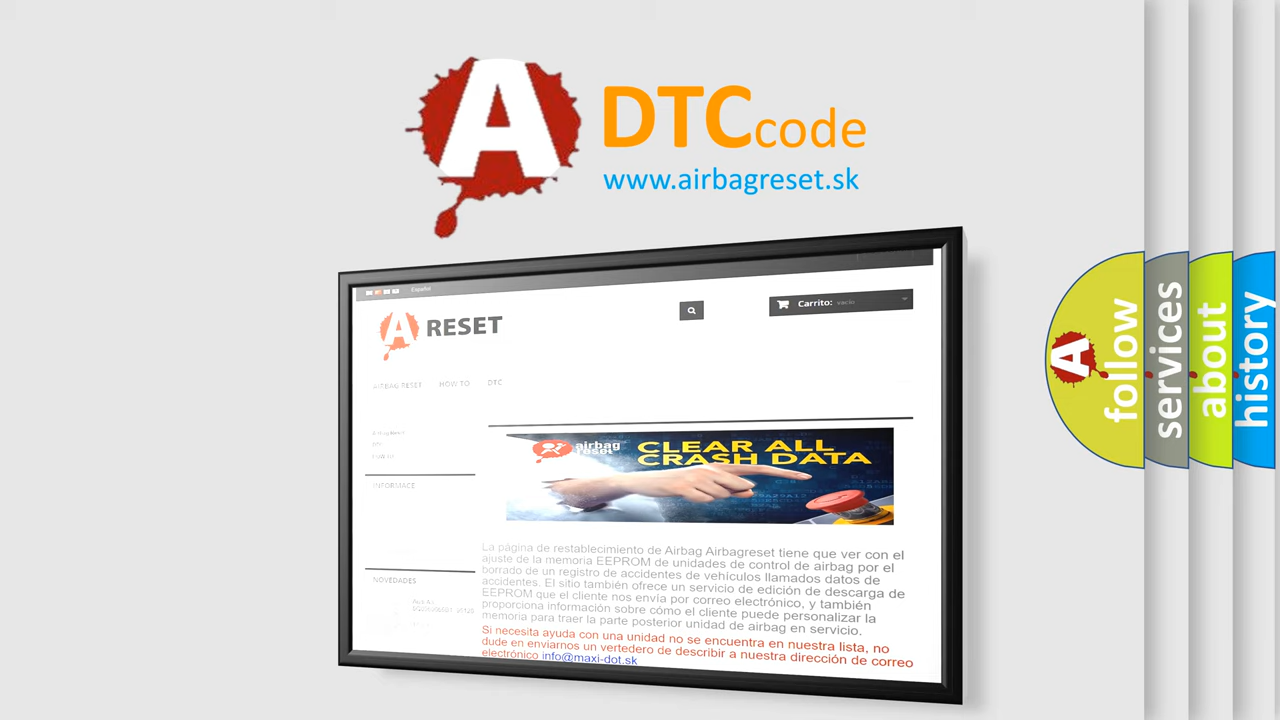 A
DTCcode
www.airbagreset.sk
Español
A RESET
Carrito: vacío
AIRBAG RESET HOW TO DTC
INFORMACE
airbag
reset
CLEAR ALL
CRASH DATA
La página de restablecimiento de Airbag Airbagreset tiene que ver con el
ajuste de la memoria EEPROM de unidades de control de airbag por el
borrado de un registro de accidentes de vehículos llamados datos de
accidentes. El sitio también ofrece un servicio de edición de descarga de
EEPROM que el cliente nos envía por correo electrónico, y también
proporciona información sobre cómo el cliente puede personalizar la
memoria para traer la parte posterior unidad de airbag en servicio.
Si necesita ayuda con una unidad no se encuentra en nuestra lista, no
dude en enviarnos un vertedero de describir a nuestra dirección de correo
electrónico info@maxi-dot.sk
NOVEDADES
A
follow
services
about
history